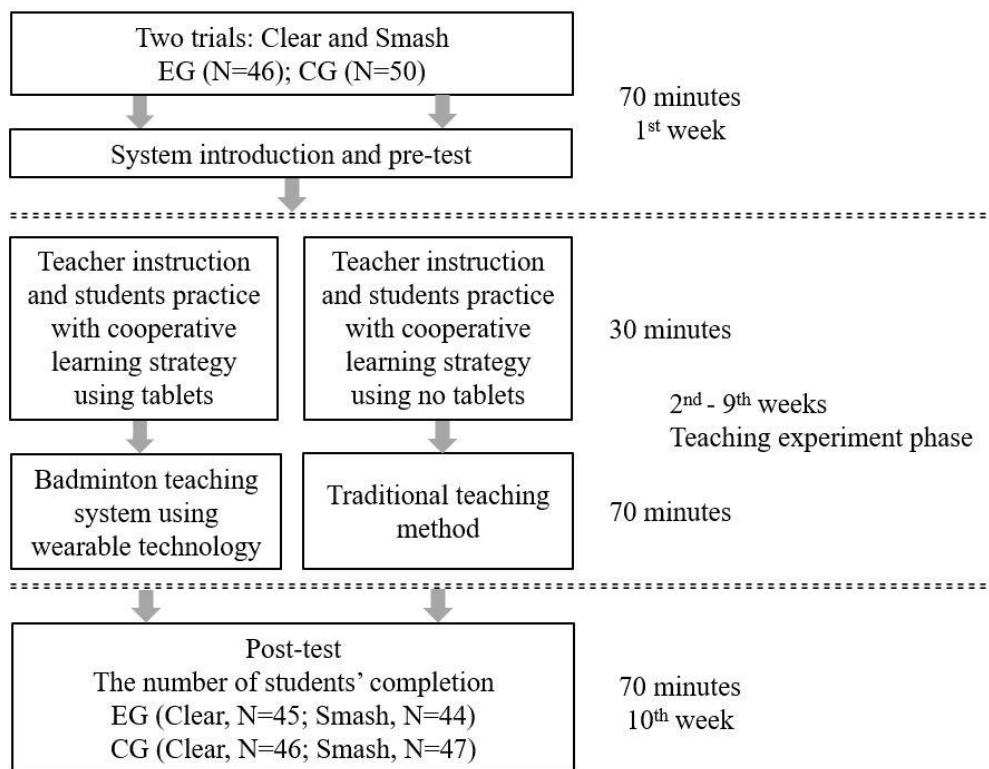 Two trials: Clear and Smash
EG (N=46); CG (N=50)
70 minutes
1st week
System introduction and pre-test
Teacher instruction
and students practice
with cooperative
learning strategy
using tablets
Teacher instruction
and students practice
with cooperative
learning strategy
using no tablets
30 minutes
2nd - 9th weeks
Teaching experiment phase
Badminton teaching
system using
wearable technology
Traditional teaching
method
70 minutes
Post-test
The number of students’ completion
EG (Clear, N=45; Smash, N=44)
CG (Clear, N=46; Smash, N=47)
70 minutes
10th week